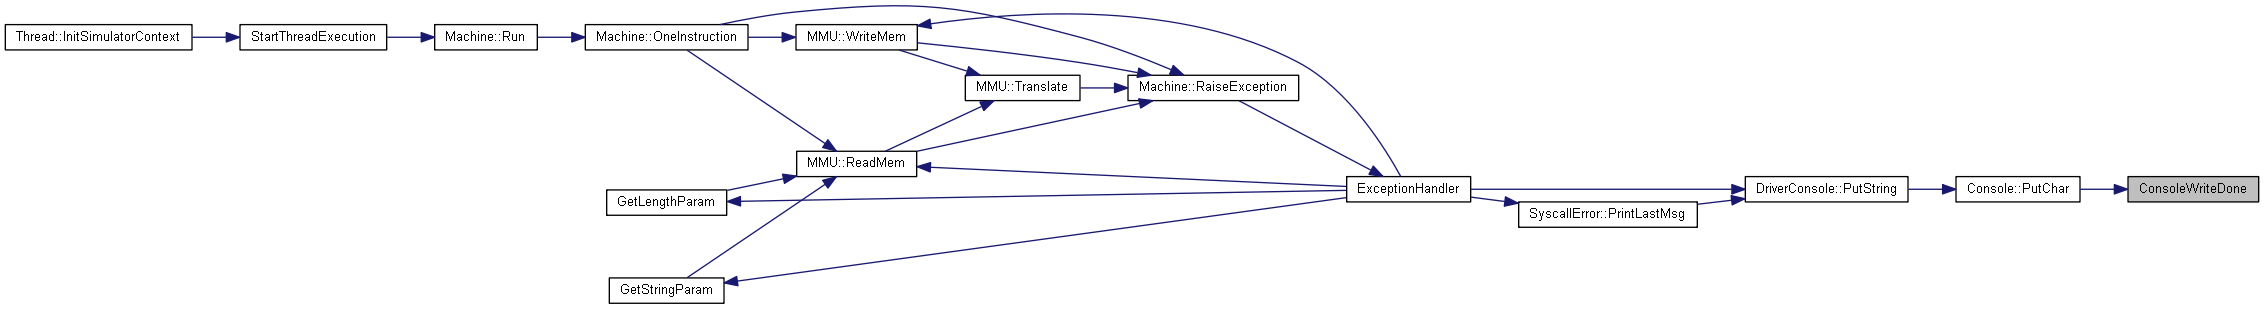 Thread::InitSimulatorContext
StartThreadExecution
Machine::Run
Machine::OneInstruction
MMU::WriteMem
MMU::Translate
Machine::RaiseException
MMU::ReadMem
GetLengthParam
GetStringParam
ExceptionHandler
SyscallError::PrintLastMsg
DriverConsole::PutString
Console::PutChar
ConsoleWriteDone